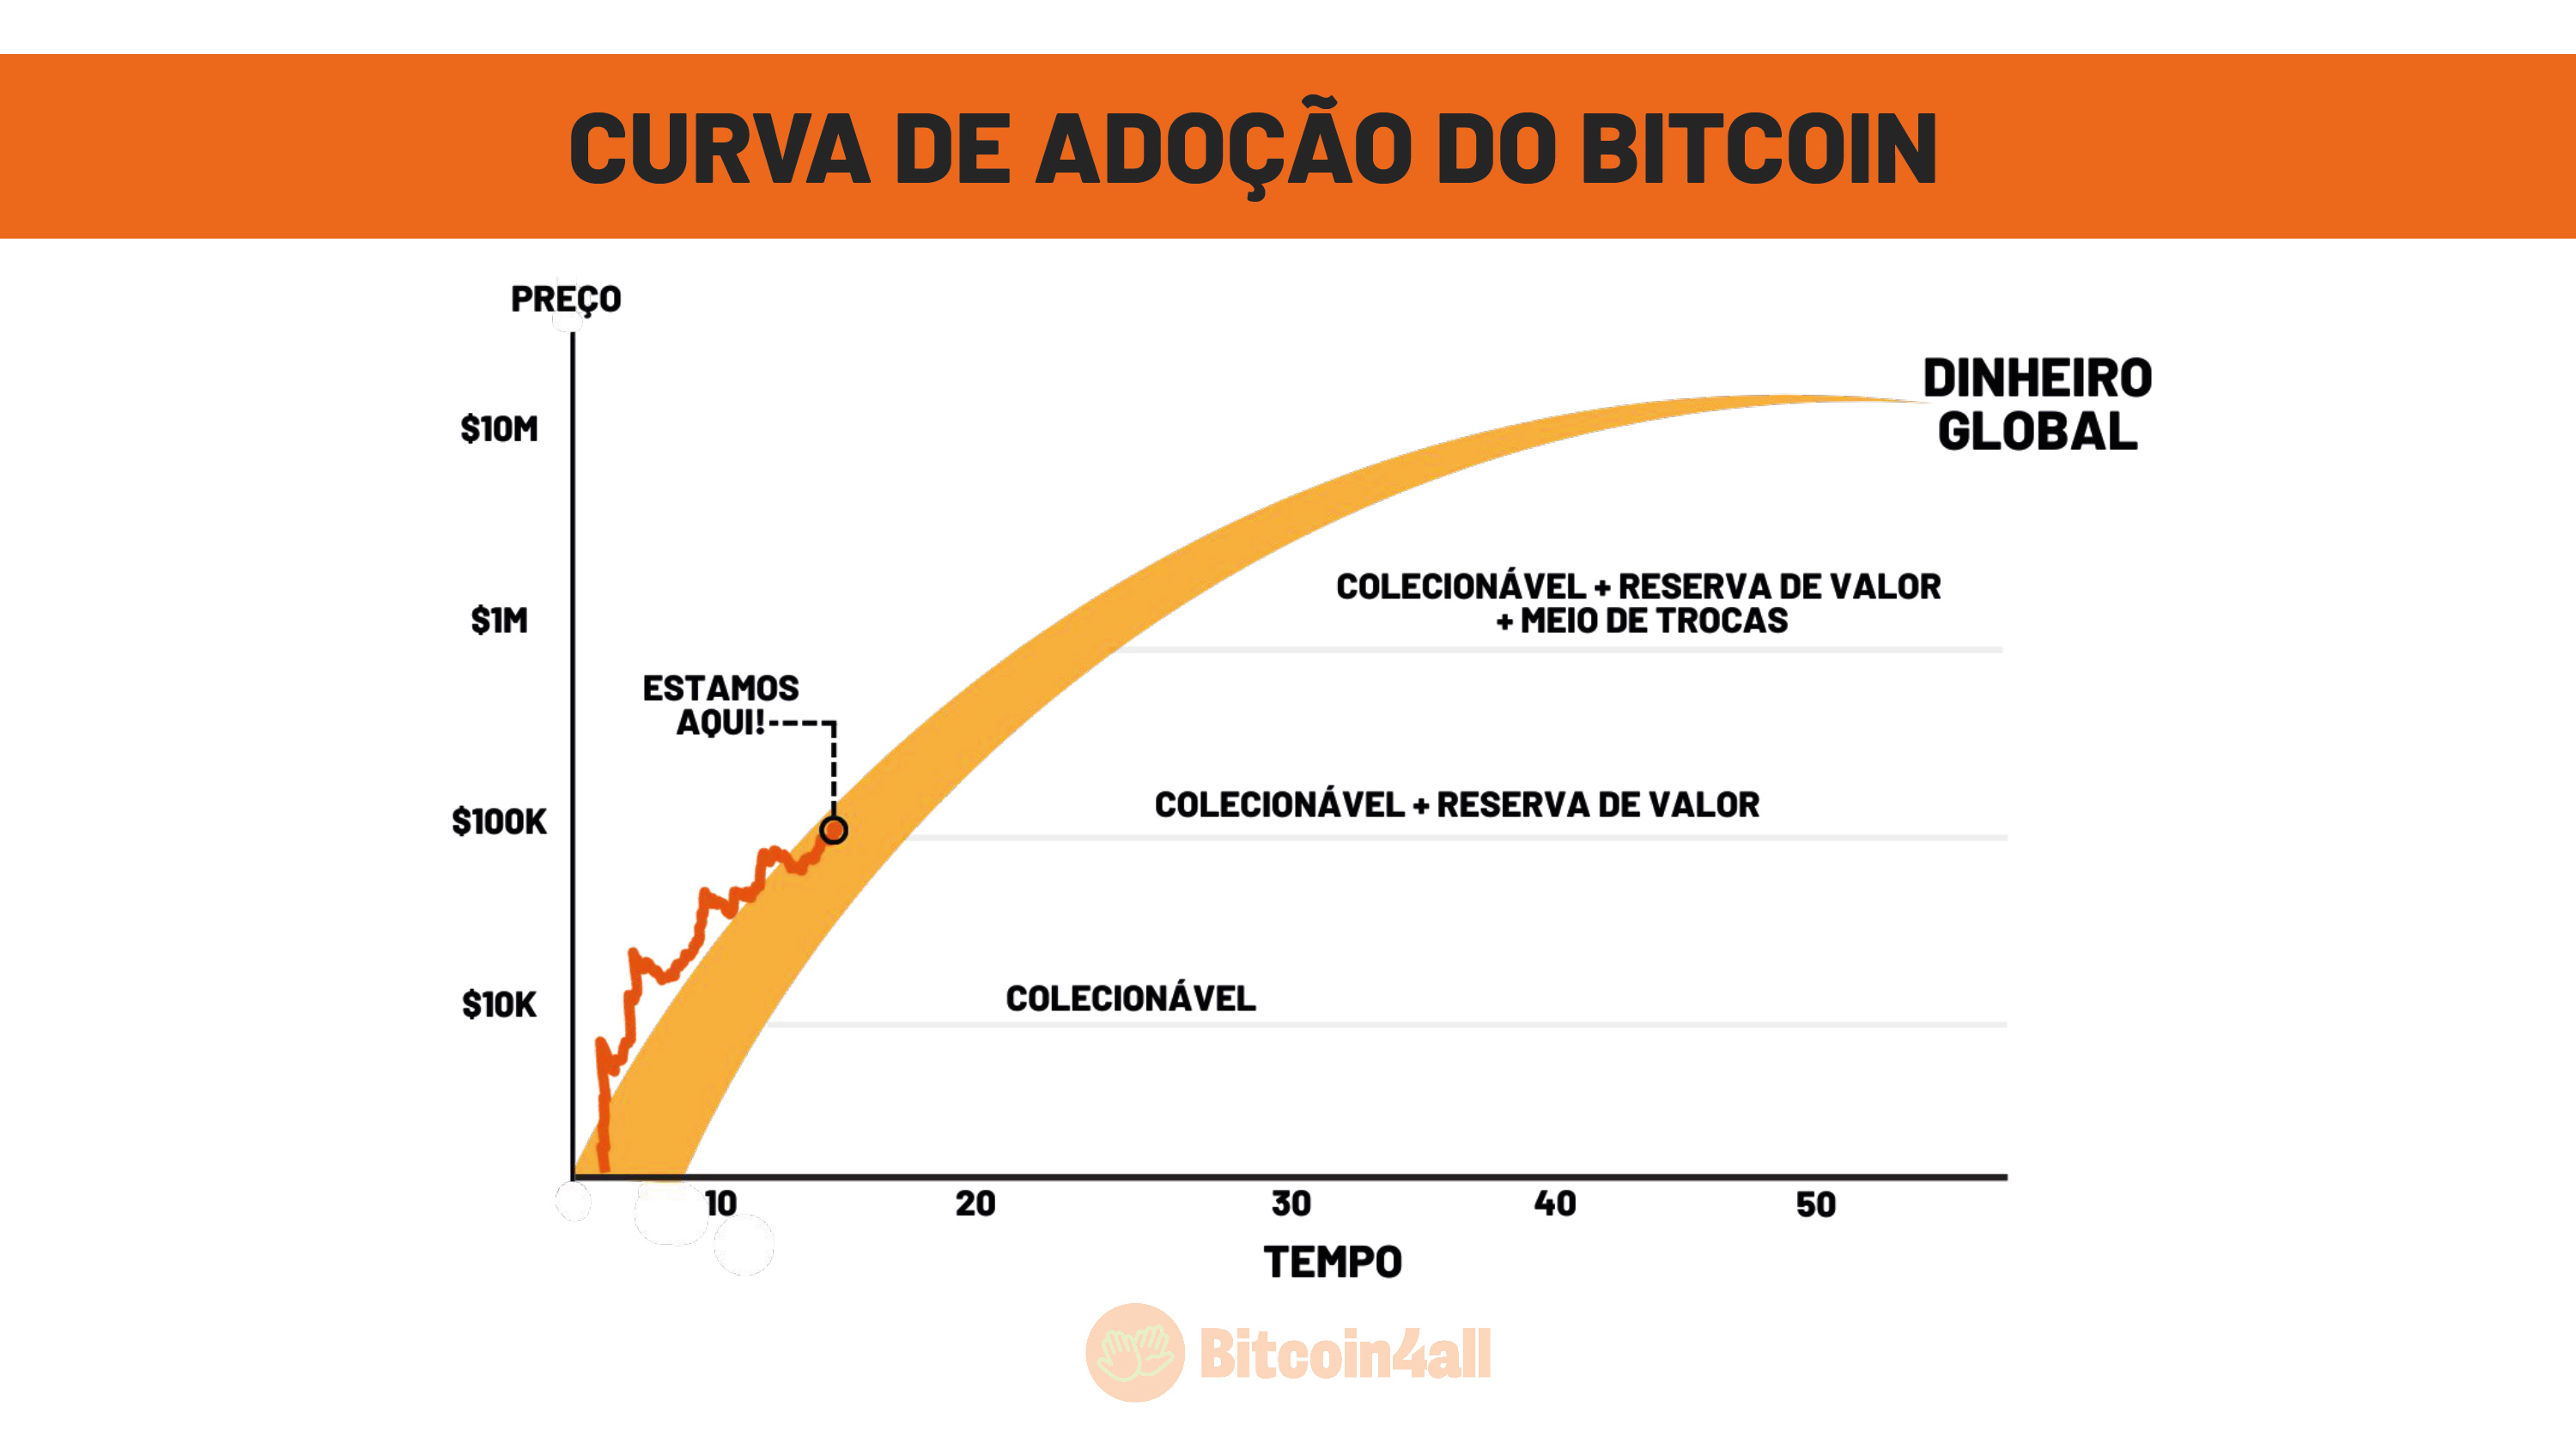 CURVA DE ADOÇÃO DO BITCOIN
PREÇO
$10M
DINHEIRO
GLOBAL
$1M
COLECIONÁVEL + RESERVA DE VALOR
+ MEIO DE TROCAS
ESTAMOS
AQUI!
$100K
COLECIONÁVEL + RESERVA DE VALOR
$10K
COLECIONÁVEL
10 20 30 40 50
TEMPO
Bitcoin4all